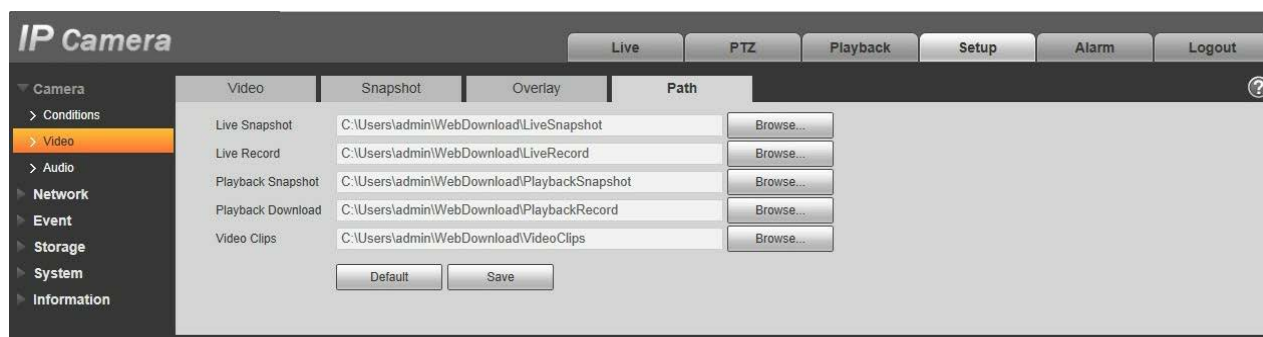 IP Camera
Live
PTZ
Playback
Setup
Alarm
Logout
Camera
> Conditions
> Video
> Audio
Network
Event
Storage
System
Information
Video
Snapshot
Overlay
Path
?
Live Snapshot C:\Users\admin\WebDownload\LiveSnapshot Browse...
Live Record C:\Users\admin\WebDownload\LiveRecord Browse...
Playback Snapshot C:\Users\admin\WebDownload\PlaybackSnapshot Browse...
Playback Download C:\Users\admin\WebDownload\PlaybackRecord Browse...
Video Clips C:\Users\admin\WebDownload\VideoClips Browse...
Default
Save